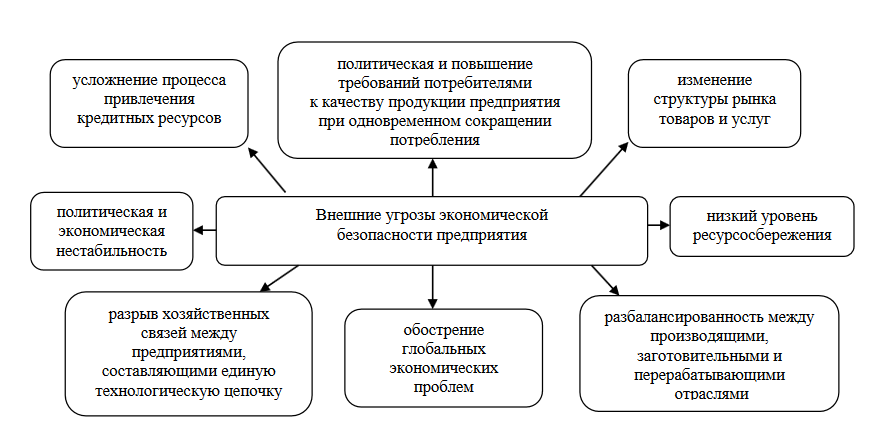 усложнение процесса
привлечения
кредитных ресурсов
политическая и повышение
требований потребителями
к качеству продукции предприятия
при одновременном сокращении
потребления
изменение
структуры рынка
товаров и услуг
политическая и
экономическая
нестабильность
Внешние угрозы экономической
безопасности предприятия
низкий уровень
ресурсосбережения
разрыв хозяйственных
связей между
предприятиями,
составляющими единую
технологическую цепочку
обострение
глобальных
экономических
проблем
разбалансированность между
производящими,
заготовительными и
перерабатывающими
отраслями